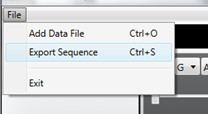 File
Add Data File Ctrl+O
Export Sequence Ctrl+S
Exit
G
A